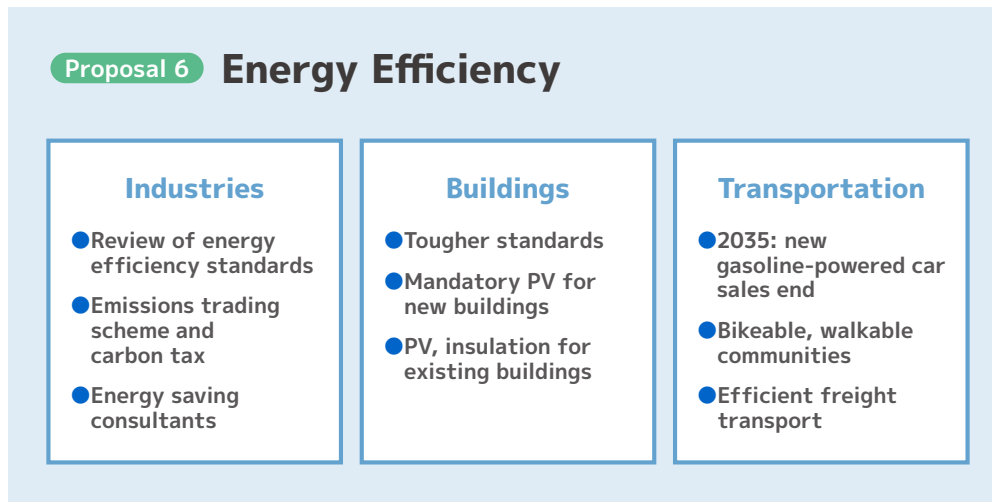 Proposal 6 Energy Efficiency
Industries
●Review of energy
efficiency standards
●Emissions trading
scheme and
carbon tax
●Energy saving
consultants
Buildings
●Tougher standards
●Mandatory PV for
new buildings
●PV, insulation for
existing buildings
Transportation
●2035: new
gasoline-powered car
sales end
●Bikeable, walkable
communities
●Efficient freight
transport